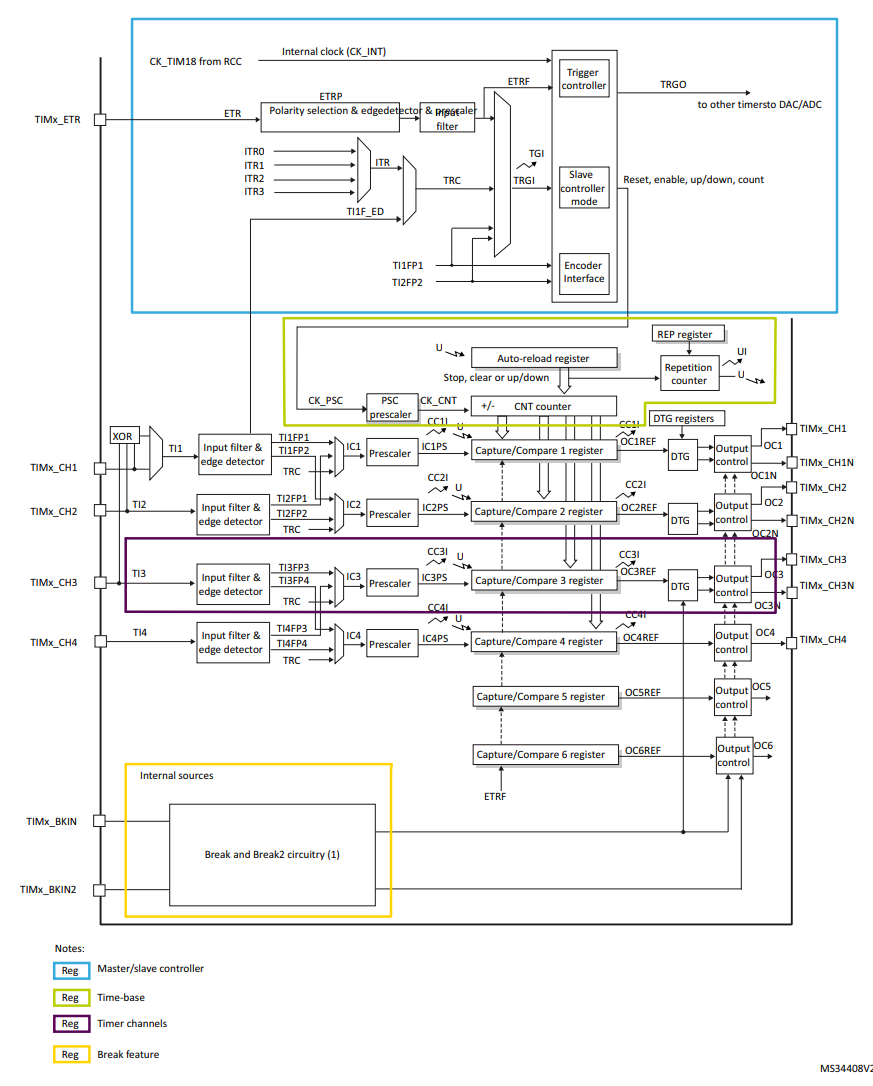 Internal clock (CK_INT)
CK_TIM18 from RCC
ETRF
Trigger
controller
TRGO
to other timersto DAC/ADC
ETRP
TIMx_ETR
ETR
Polarity selection & edgedetector & prescaler
Input
filter
ITR0
ITR1
ITR2
ITR3
ITR
TRC
TI1F_ED
TGI
TRGI
Slave
controller
mode
Reset, enable, up/down, count
TI1FP1
TI2FP2
Encoder
Interface
REP register
U
Auto-reload register
UI
Repetition
counter
U
Stop, clear or up/down
CK_PSC
PSC
prescaler
CK_CNT
+/-
CNT counter
DTG registers
XOR
TI1
TIMx_CH1
Input filter &
edge detector
TI1FP1
TI1FP2
TRC
IC1
Prescaler
IC1PS
CC1I
U
Capture/Compare 1 register
CC1I
OC1REF
DTG
Output
control
OC1
TIMx_CH1
TIMx_CH1N
OC1N
TIMx_CH2
TI2
Input filter &
edge detector
TI2FP1
TI2FP2
TRC
IC2
Prescaler
IC2PS
CC2I
U
Capture/Compare 2 register
CC2I
OC2REF
DTG
Output
control
OC2
TIMx_CH2
TIMx_CH2N
OC2N
TIMx_CH3
TI3
Input filter &
edge detector
TI3FP3
TI3FP4
TRC
IC3
Prescaler
IC3PS
CC3I
U
Capture/Compare 3 register
CC3I
OC3REF
DTG
Output
control
OC3
TIMx_CH3
TIMx_CH3N
OC3N
TIMx_CH4
TI4
Input filter &
edge detector
TI4FP3
TI4FP4
TRC
IC4
Prescaler
IC4PS
CC4I
U
Capture/Compare 4 register
CC4I
OC4REF
Output
control
OC4
TIMx_CH4
Capture/Compare 5 register
OC5REF
Output
control
OC5
Capture/Compare 6 register
OC6REF
Output
control
OC6
ETRF
Internal sources
TIMx_BKIN
Break and Break2 circuitry (1)
TIMx_BKIN2
Notes:
Reg Master/slave controller
Reg Time-base
Reg Timer channels
Reg Break feature
MS34408V2